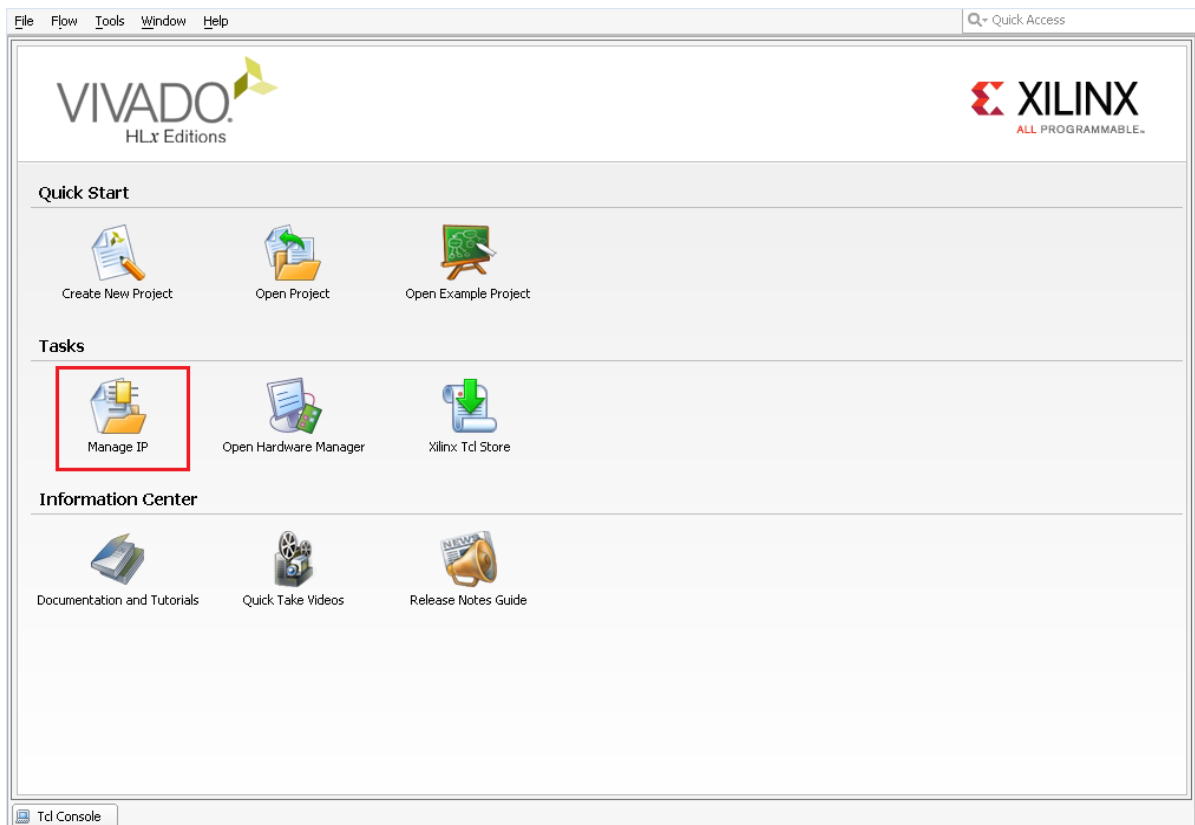 File Flow Tools Window Help Quick Access
VIVADO.
HLx Editions
XILINX
ALL PROGRAMMABLE™
Quick Start
Create New Project Open Project Open Example Project
Tasks
Manage IP Open Hardware Manager Xilinx Tcl Store
Information Center
NEWS
Documentation and Tutorials Quick Take Videos Release Notes Guide
Tcl Console